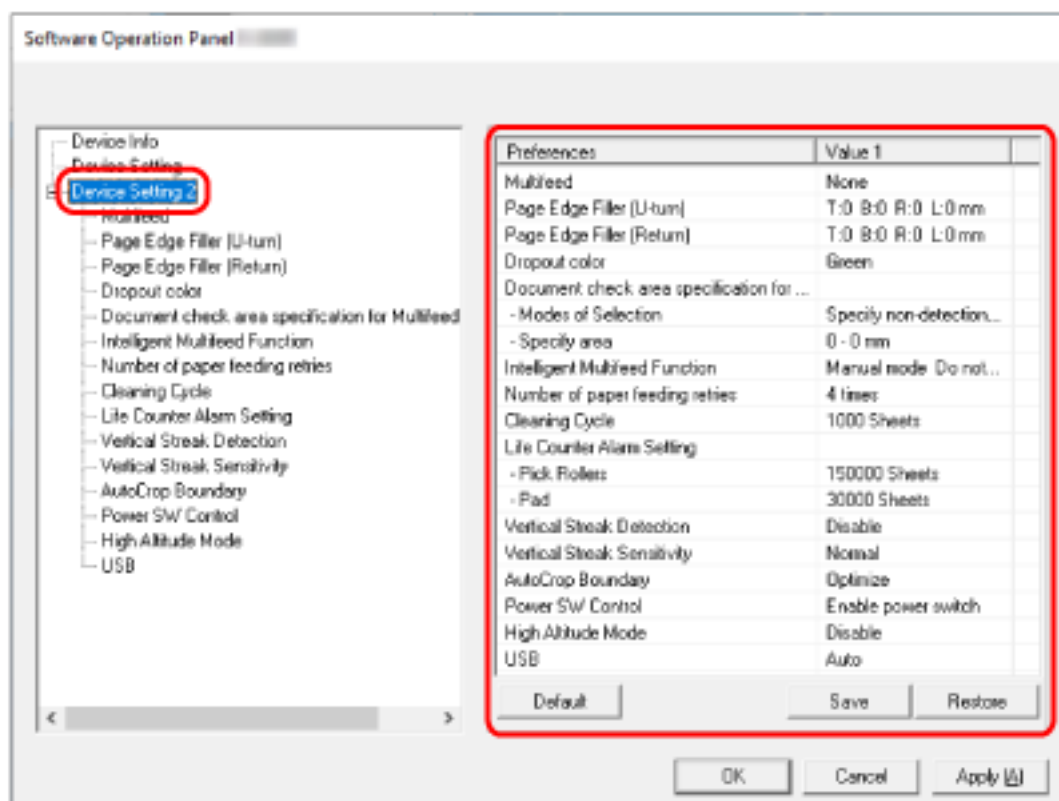 Software Operation Panel
Device Info
Device Setting
Device Setting 2
Multifeed
Page Edge Filler (U-turn)
Page Edge Filler (Return)
Dropout color
Document check area specification for Multifeed
Intelligent Multifeed Function
Number of paper feeding retries
Cleaning Cycle
Life Counter Alarm Setting
Vertical Streak Detection
Vertical Streak Sensitivity
AutoCrop Boundary
Power SW Control
High Altitude Mode
USB
Preferences Value 1
Multifeed None
Page Edge Filler (U-turn) T:0 B:0 R:0 L:0 mm
Page Edge Filler (Return) T:0 B:0 R:0 L:0 mm
Dropout color Green
Document check area specification for ...
- Modes of Selection Specify non-detection...
- Specify area 0 - 0 mm
Intelligent Multifeed Function Manual mode Do not...
Number of paper feeding retries 4 times
Cleaning Cycle 1000 Sheets
Life Counter Alarm Setting
- Pick Rollers 150000 Sheets
- Pad 30000 Sheets
Vertical Streak Detection Disable
Vertical Streak Sensitivity Normal
AutoCrop Boundary Optimize
Power SW Control Enable power switch
High Altitude Mode Disable
USB Auto
Default Save Restore
OK Cancel Apply (A)